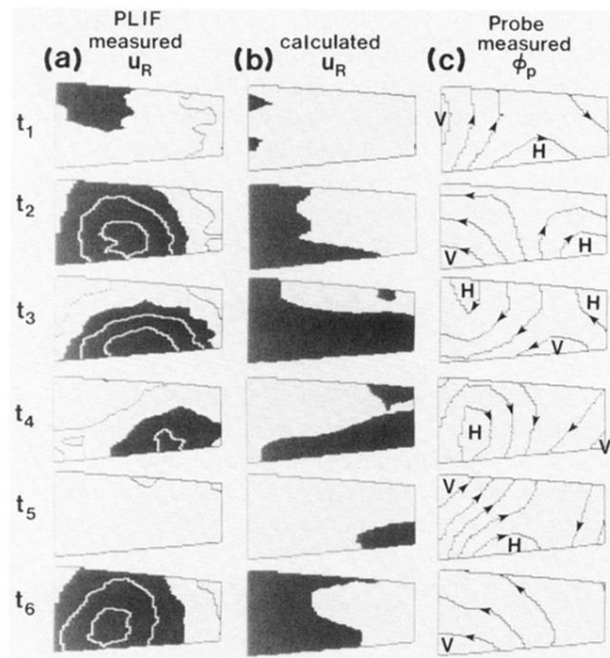 PLIF
measured
(a) u_R
calculated
(b) u_R
Probe
measured
(c) ϕ_p
t_1
V
H
t_2
V
H
t_3
H
H
V
t_4
H
V
t_5
V
H
t_6
V